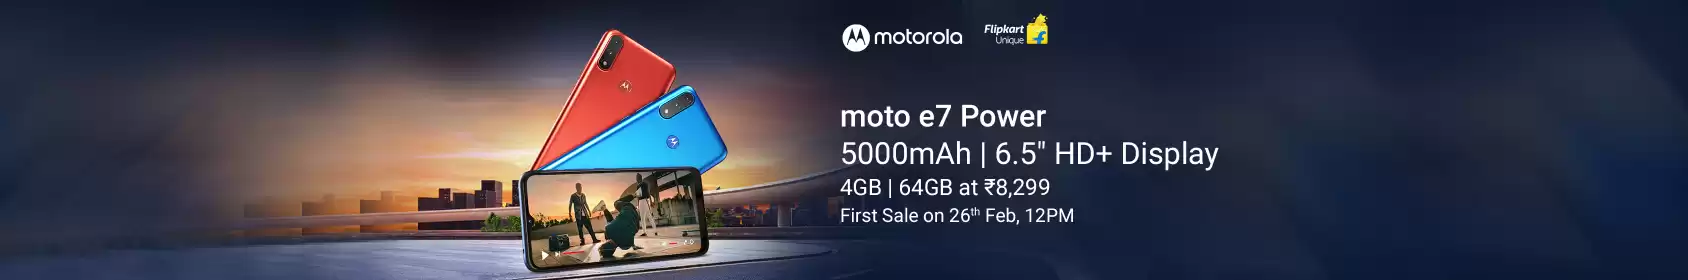 motorola
Flipkart
Unique
moto e7 Power
5000mAh | 6.5" HD+ Display
4GB | 64GB at ₹8,299
First Sale on 26th Feb, 12PM